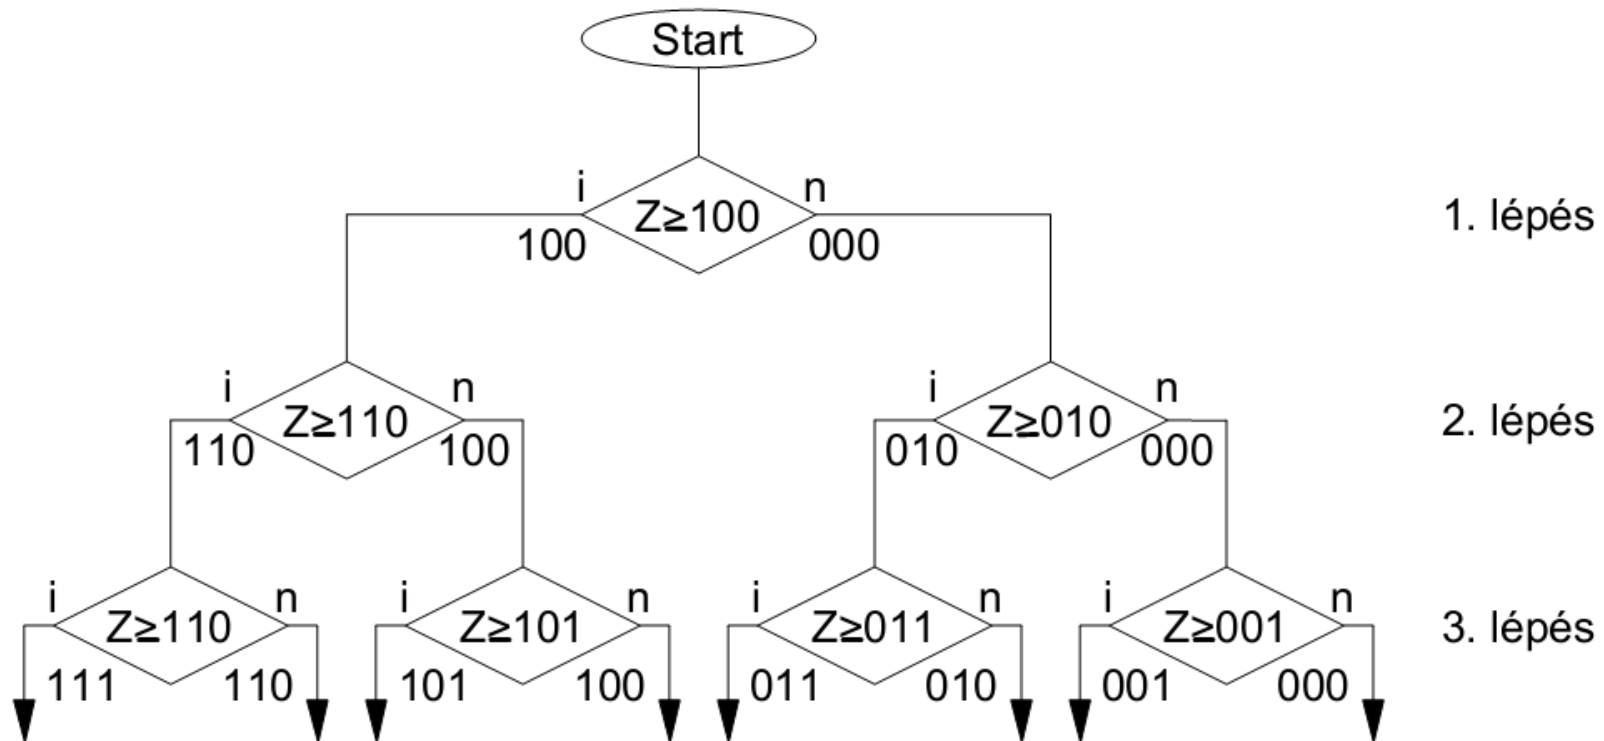 Start
i n
Z≥100 1. lépés
100 000
i n i n
Z≥110 Z≥010 2. lépés
110 100 010 000
i n i n i n i n
Z≥110 Z≥101 Z≥011 Z≥001 3. lépés
111 110 101 100 011 010 001 000